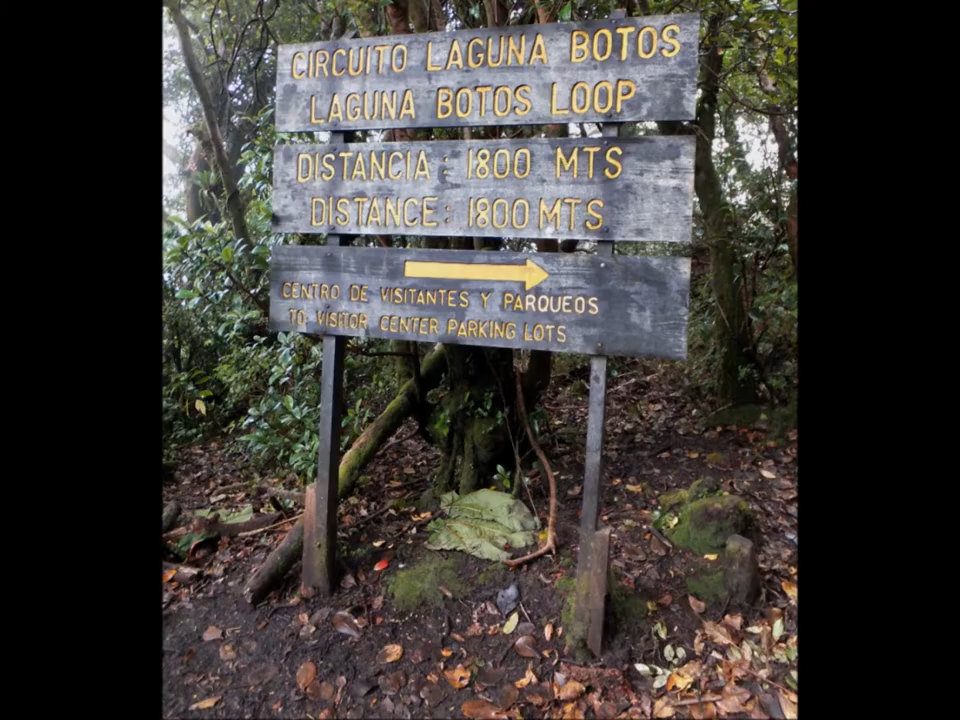 CIRCUITO LAGUNA BOTOS
LAGUNA BOTOS LOOP
DISTANCIA : 1800 MTS
DISTANCE : 1800 MTS
CENTRO DE VISITANTES Y PARQUEOS
TO VISITOR CENTER PARKING LOTS